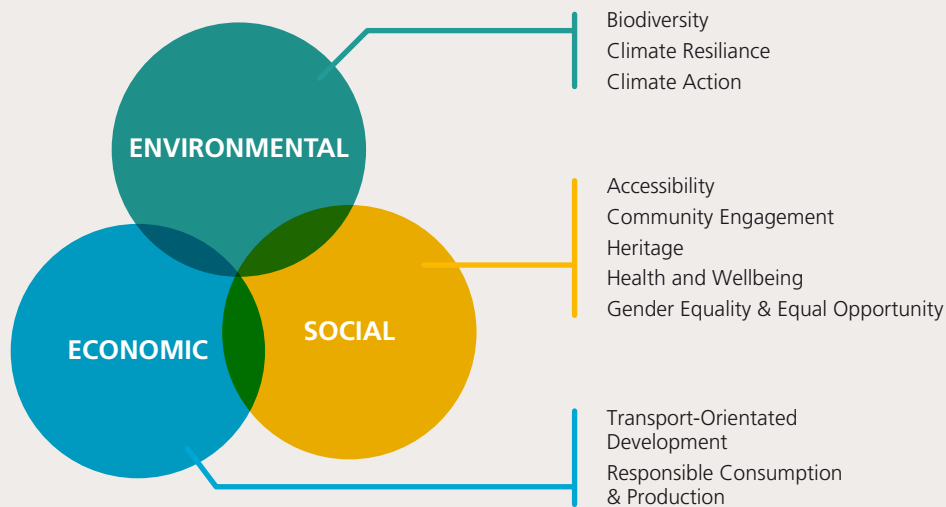 ENVIRONMENTAL
Biodiversity
Climate Resiliance
Climate Action
SOCIAL
Accessibility
Community Engagement
Heritage
Health and Wellbeing
Gender Equality & Equal Opportunity
ECONOMIC
Transport-Orientated
Development
Responsible Consumption
& Production